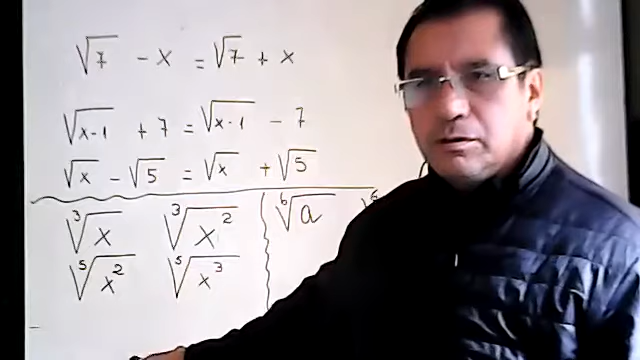 √7 - x = √7 + x
√(x-1) + 7 = √(x-1) - 7
√x - √5 = √x + √5
∛x ∛x² ⁶√a
⁵√x² ⁵√x³